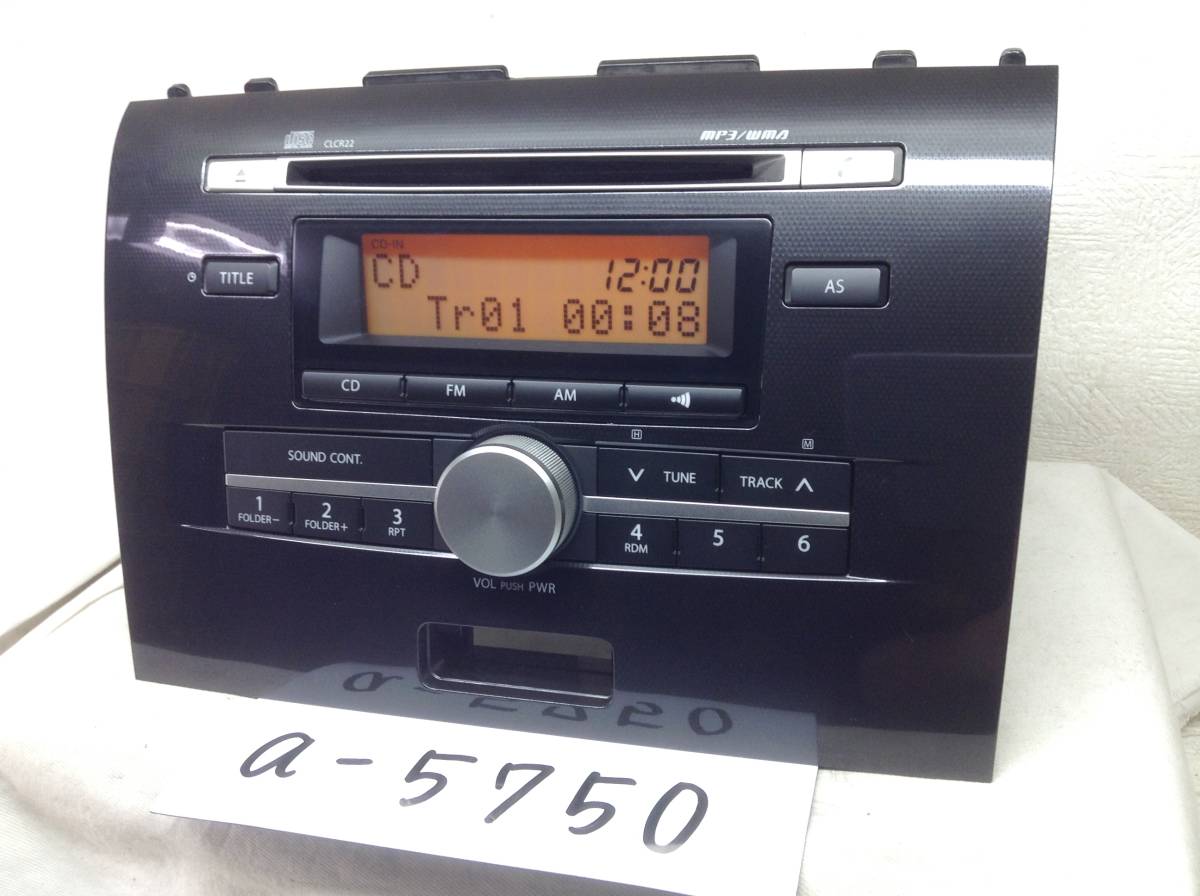 CLCR22
MP3/WMA
TITLE
AS
CD-IN
CD 12:00
Tr01 00:08
CD FM AM
H M
SOUND CONT.
TUNE TRACK
1 2 3 4 5 6
FOLDER− FOLDER+ RPT RDM
VOL PUSH PWR
a-5750